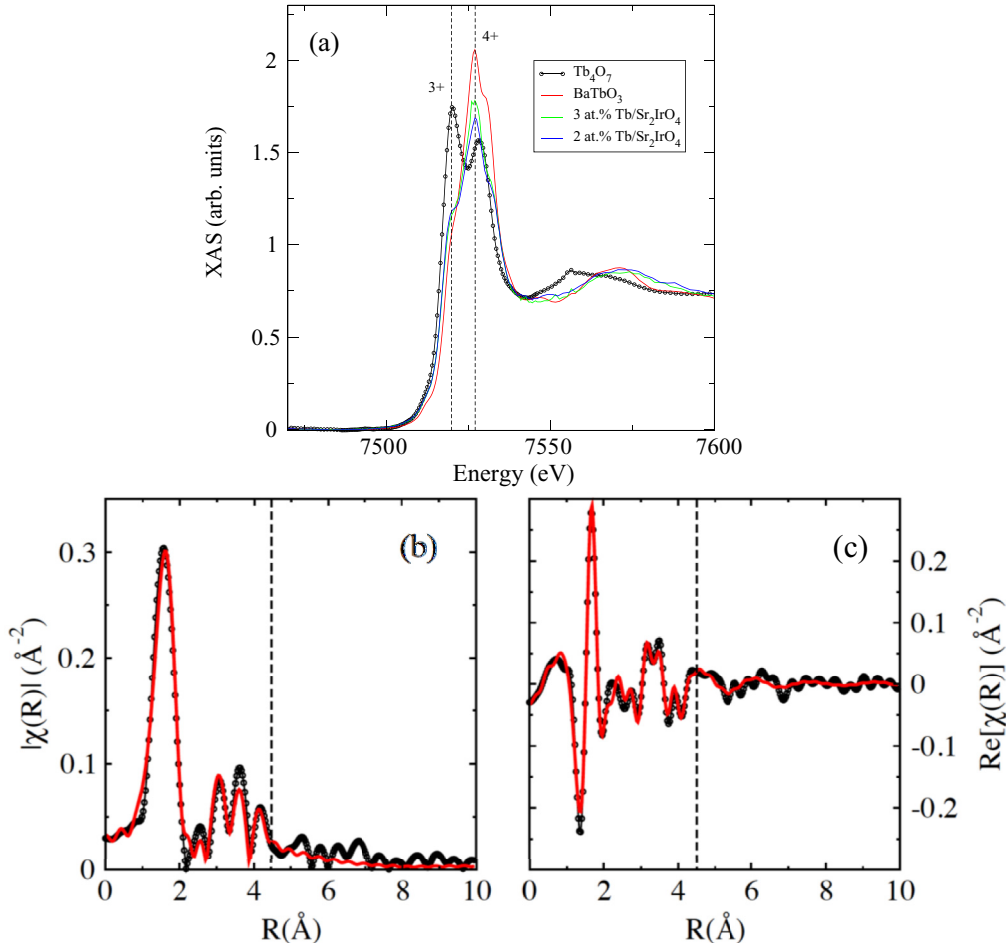 (a)
3+
4+
Tb4O7
BaTbO3
3 at.% Tb/Sr2IrO4
2 at.% Tb/Sr2IrO4
XAS (arb. units)
2
1.5
1
0.5
0
7500
7550
7600
Energy (eV)
(b)
|χ(R)| (Å-2)
0.3
0.2
0.1
0
0
2
4
6
8
10
R(Å)
(c)
Re[χ(R)] (Å-2)
0.2
0.1
0
-0.1
-0.2
0
2
4
6
8
10
R(Å)